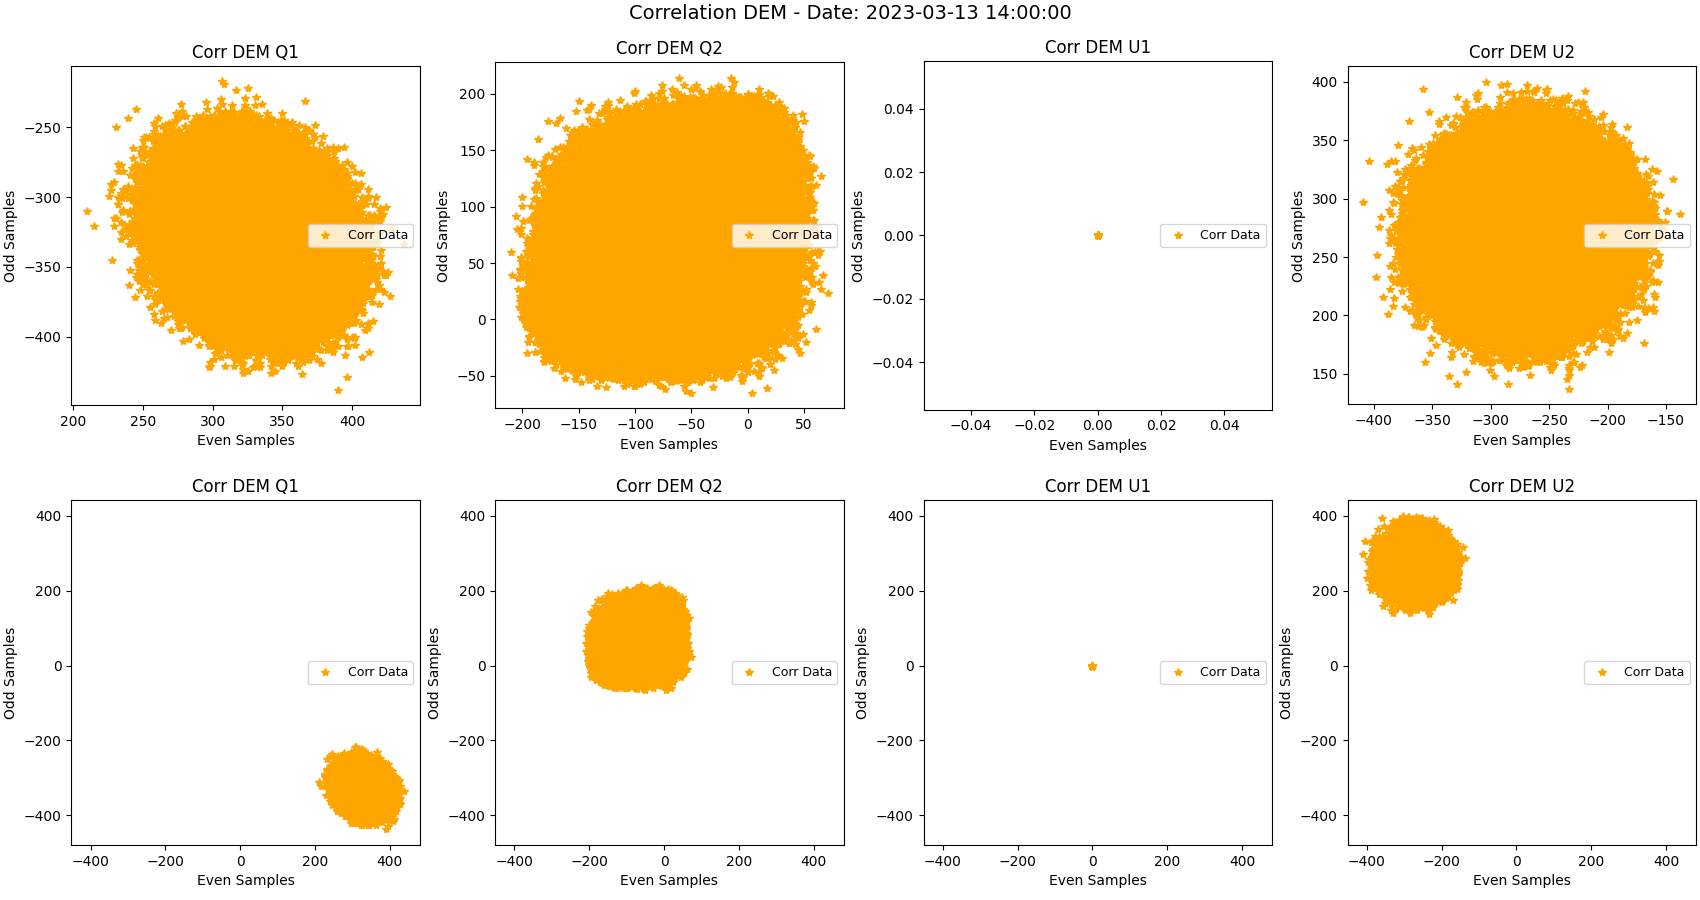 Correlation DEM - Date: 2023-03-13 14:00:00
Corr DEM Q1
Corr DEM Q2
Corr DEM U1
Corr DEM U2
Odd Samples
−250
−300
−350
−400
Corr Data
200
250
300
350
400
Even Samples
Odd Samples
200
150
100
50
0
−50
Corr Data
−200
−150
−100
−50
0
50
Even Samples
Odd Samples
0.04
0.02
0.00
−0.02
−0.04
Corr Data
−0.04
−0.02
0.00
0.02
0.04
Even Samples
Odd Samples
400
350
300
250
200
150
Corr Data
−400
−350
−300
−250
−200
−150
Even Samples
Corr DEM Q1
Corr DEM Q2
Corr DEM U1
Corr DEM U2
Odd Samples
400
200
0
−200
−400
Corr Data
−400
−200
0
200
400
Even Samples
Odd Samples
400
200
0
−200
−400
Corr Data
−400
−200
0
200
400
Even Samples
Odd Samples
400
200
0
−200
−400
Corr Data
−400
−200
0
200
400
Even Samples
Odd Samples
400
200
0
−200
−400
Corr Data
−400
−200
0
200
400
Even Samples